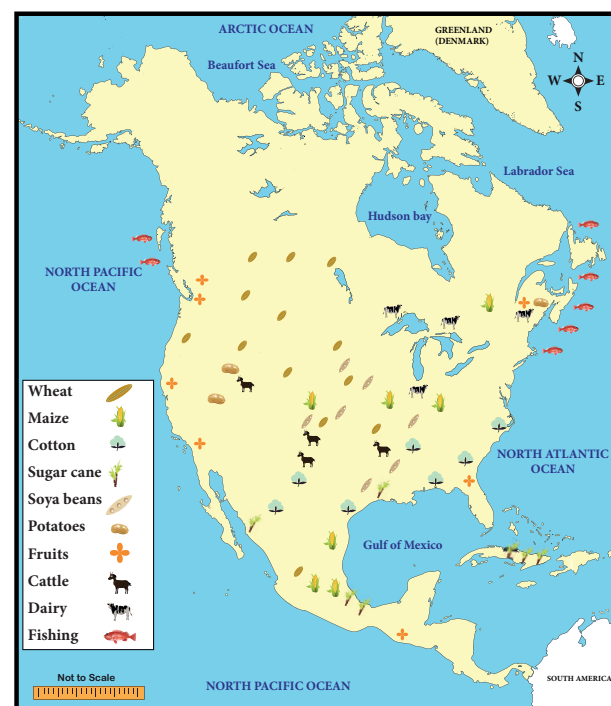 ARCTIC OCEAN
GREENLAND
(DENMARK)
Beaufort Sea
N
W E
S
Labrador Sea
Hudson bay
NORTH PACIFIC
OCEAN
Wheat
Maize
Cotton
Sugar cane
Soya beans
Potatoes
Fruits
Cattle
Dairy
Fishing
NORTH ATLANTIC
OCEAN
Gulf of Mexico
Not to Scale
NORTH PACIFIC OCEAN
SOUTH AMERICA